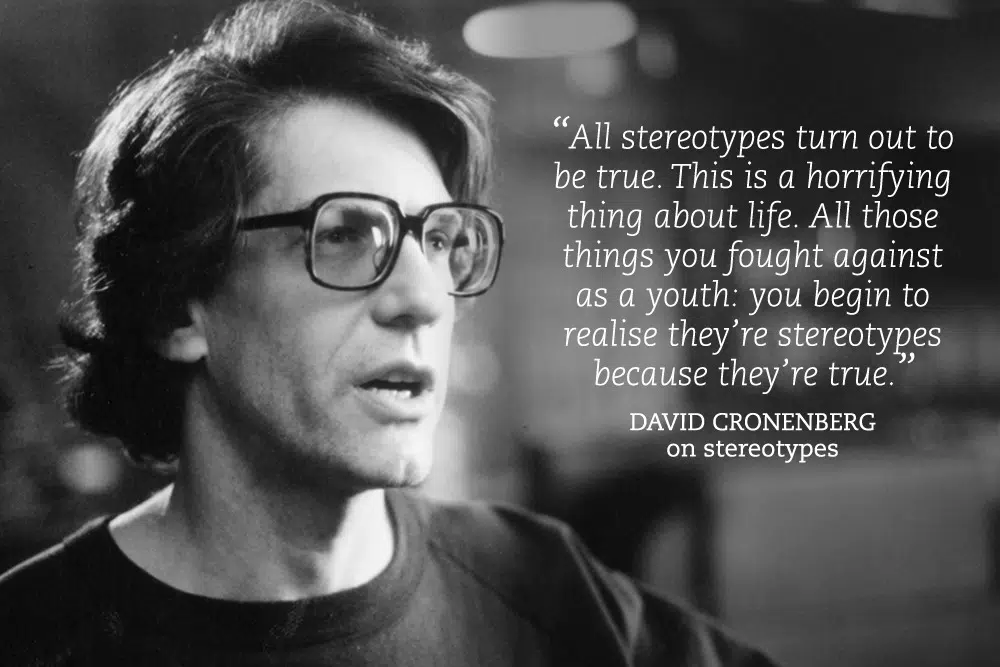 “All stereotypes turn out to
be true. This is a horrifying
thing about life. All those
things you fought against
as a youth: you begin to
realise they’re stereotypes
because they’re true.”
DAVID CRONENBERG
on stereotypes